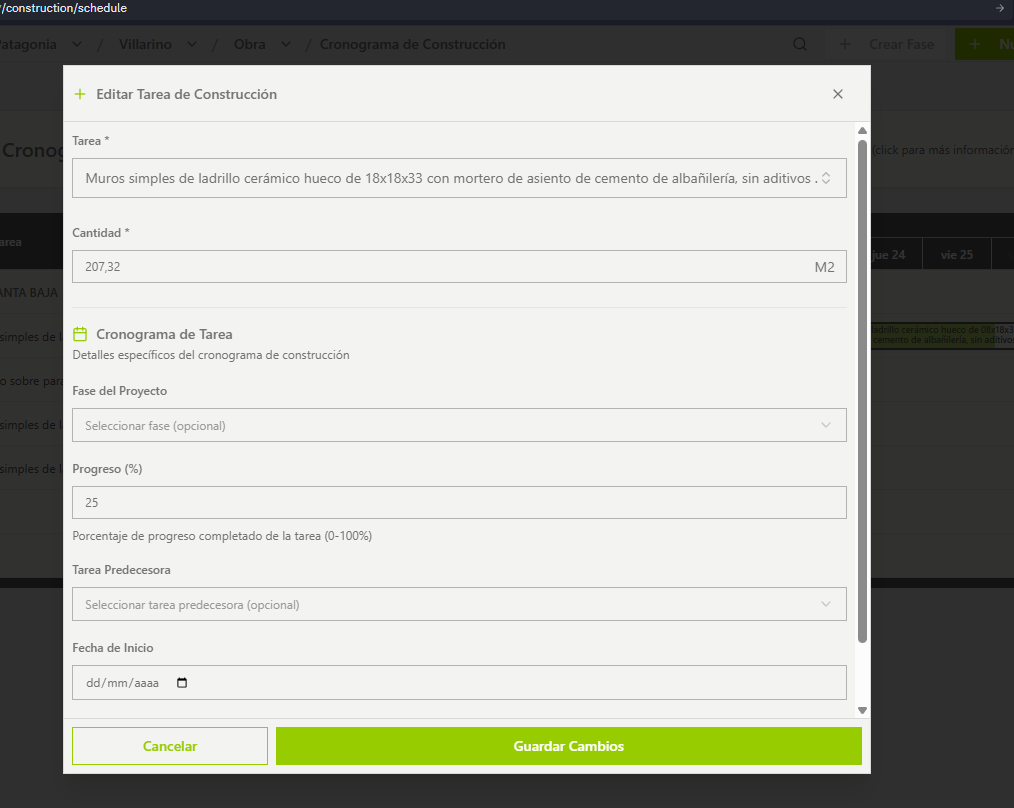 /construction/schedule
Patagonia / Villarino / Obra / Cronograma de Construcción
Crear Fase
Editar Tarea de Construcción
Tarea *
Muros simples de ladrillo cerámico hueco de 18x18x33 con mortero de asiento de cemento de albañilería, sin aditivos .
Cantidad *
207,32 M2
Cronograma de Tarea
Detalles específicos del cronograma de construcción
Fase del Proyecto
Seleccionar fase (opcional)
Progreso (%)
25
Porcentaje de progreso completado de la tarea (0-100%)
Tarea Predecesora
Seleccionar tarea predecesora (opcional)
Fecha de Inicio
dd/mm/aaaa
Cancelar
Guardar Cambios
(click para más información
jue 24
vie 25
ladrillo cerámico hueco de
cemento de albañilería, sin aditivos
ANTA BAJA
simples de
o sobre
simples de
simples de